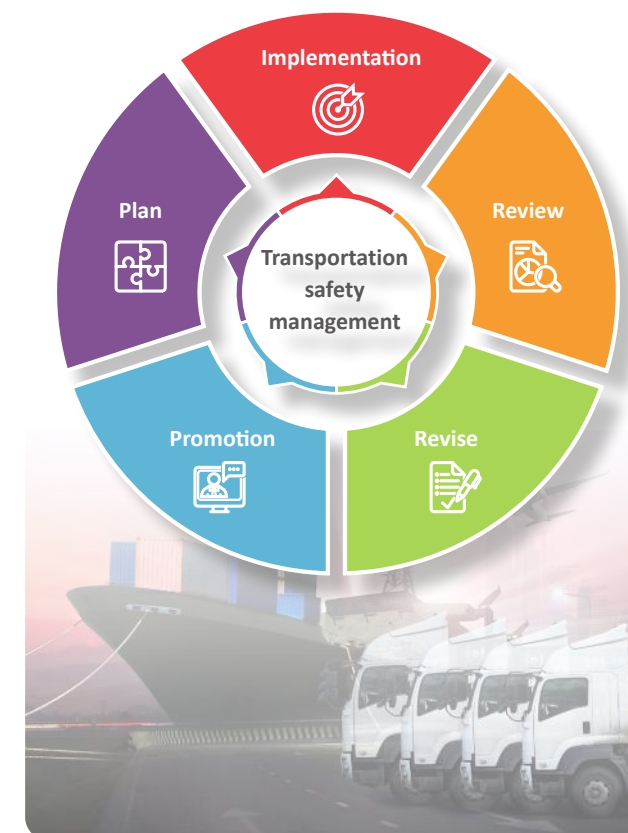 Implementation
Plan
Review
Transportation
safety
management
Promotion
Revise